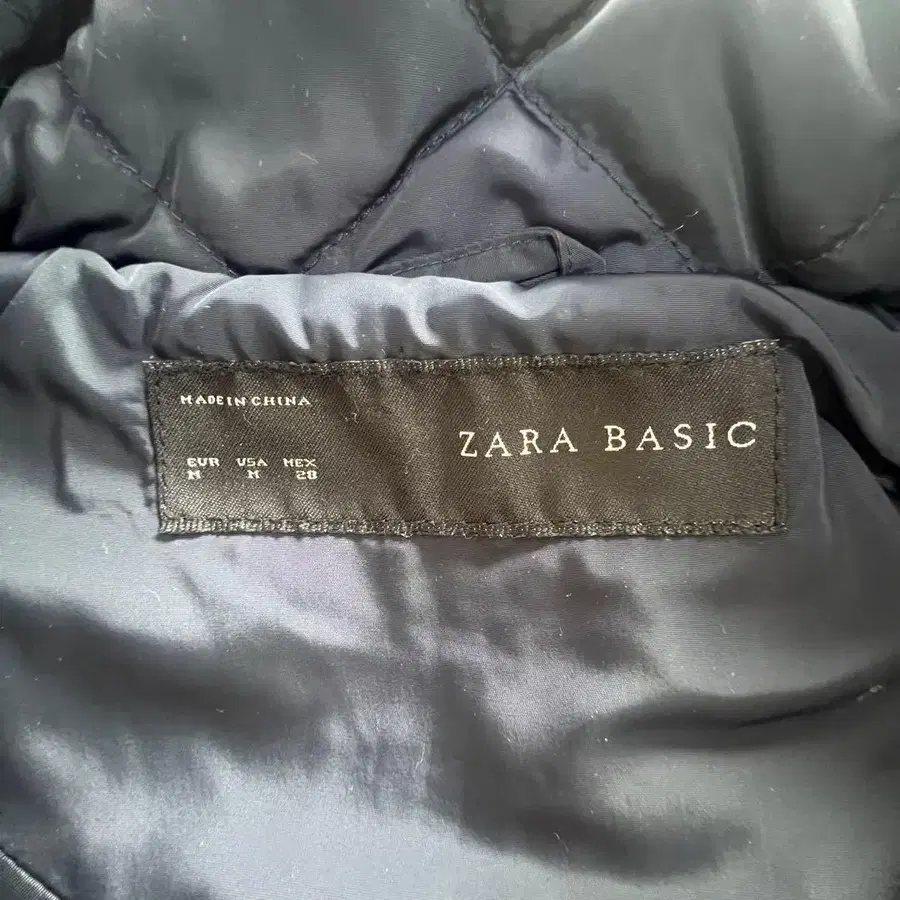 MADE IN CHINA
ZARA BASIC
EUR USA MEX
M M 28